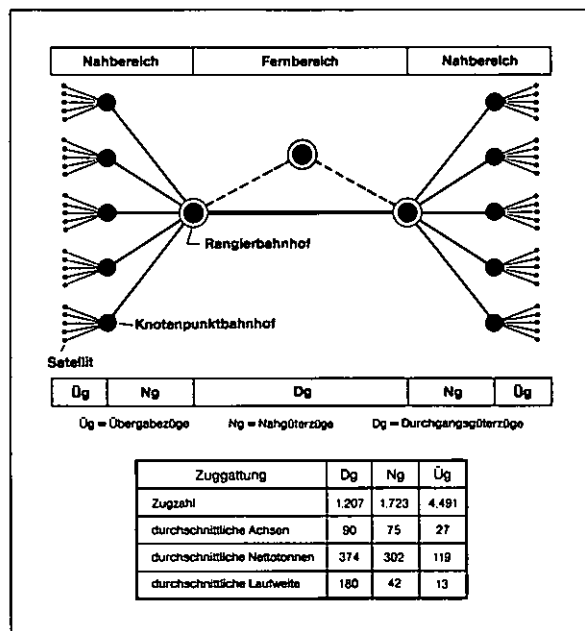 Nahbereich Fernbereich Nahbereich
Rangierbahnhof
Knotenpunktbahnhof
Satellit
Üg Ng Dg Ng Üg
Üg = Übergabezüge Ng = Nahgüterzüge Dg = Durchgangsgüterzüge
Zuggattung Dg Ng Üg
Zugzahl 1.207 1.723 4.491
durchschnittliche Achsen 90 75 27
durchschnittliche Nettotonnen 374 302 119
durchschnittliche Laufweite 180 42 13